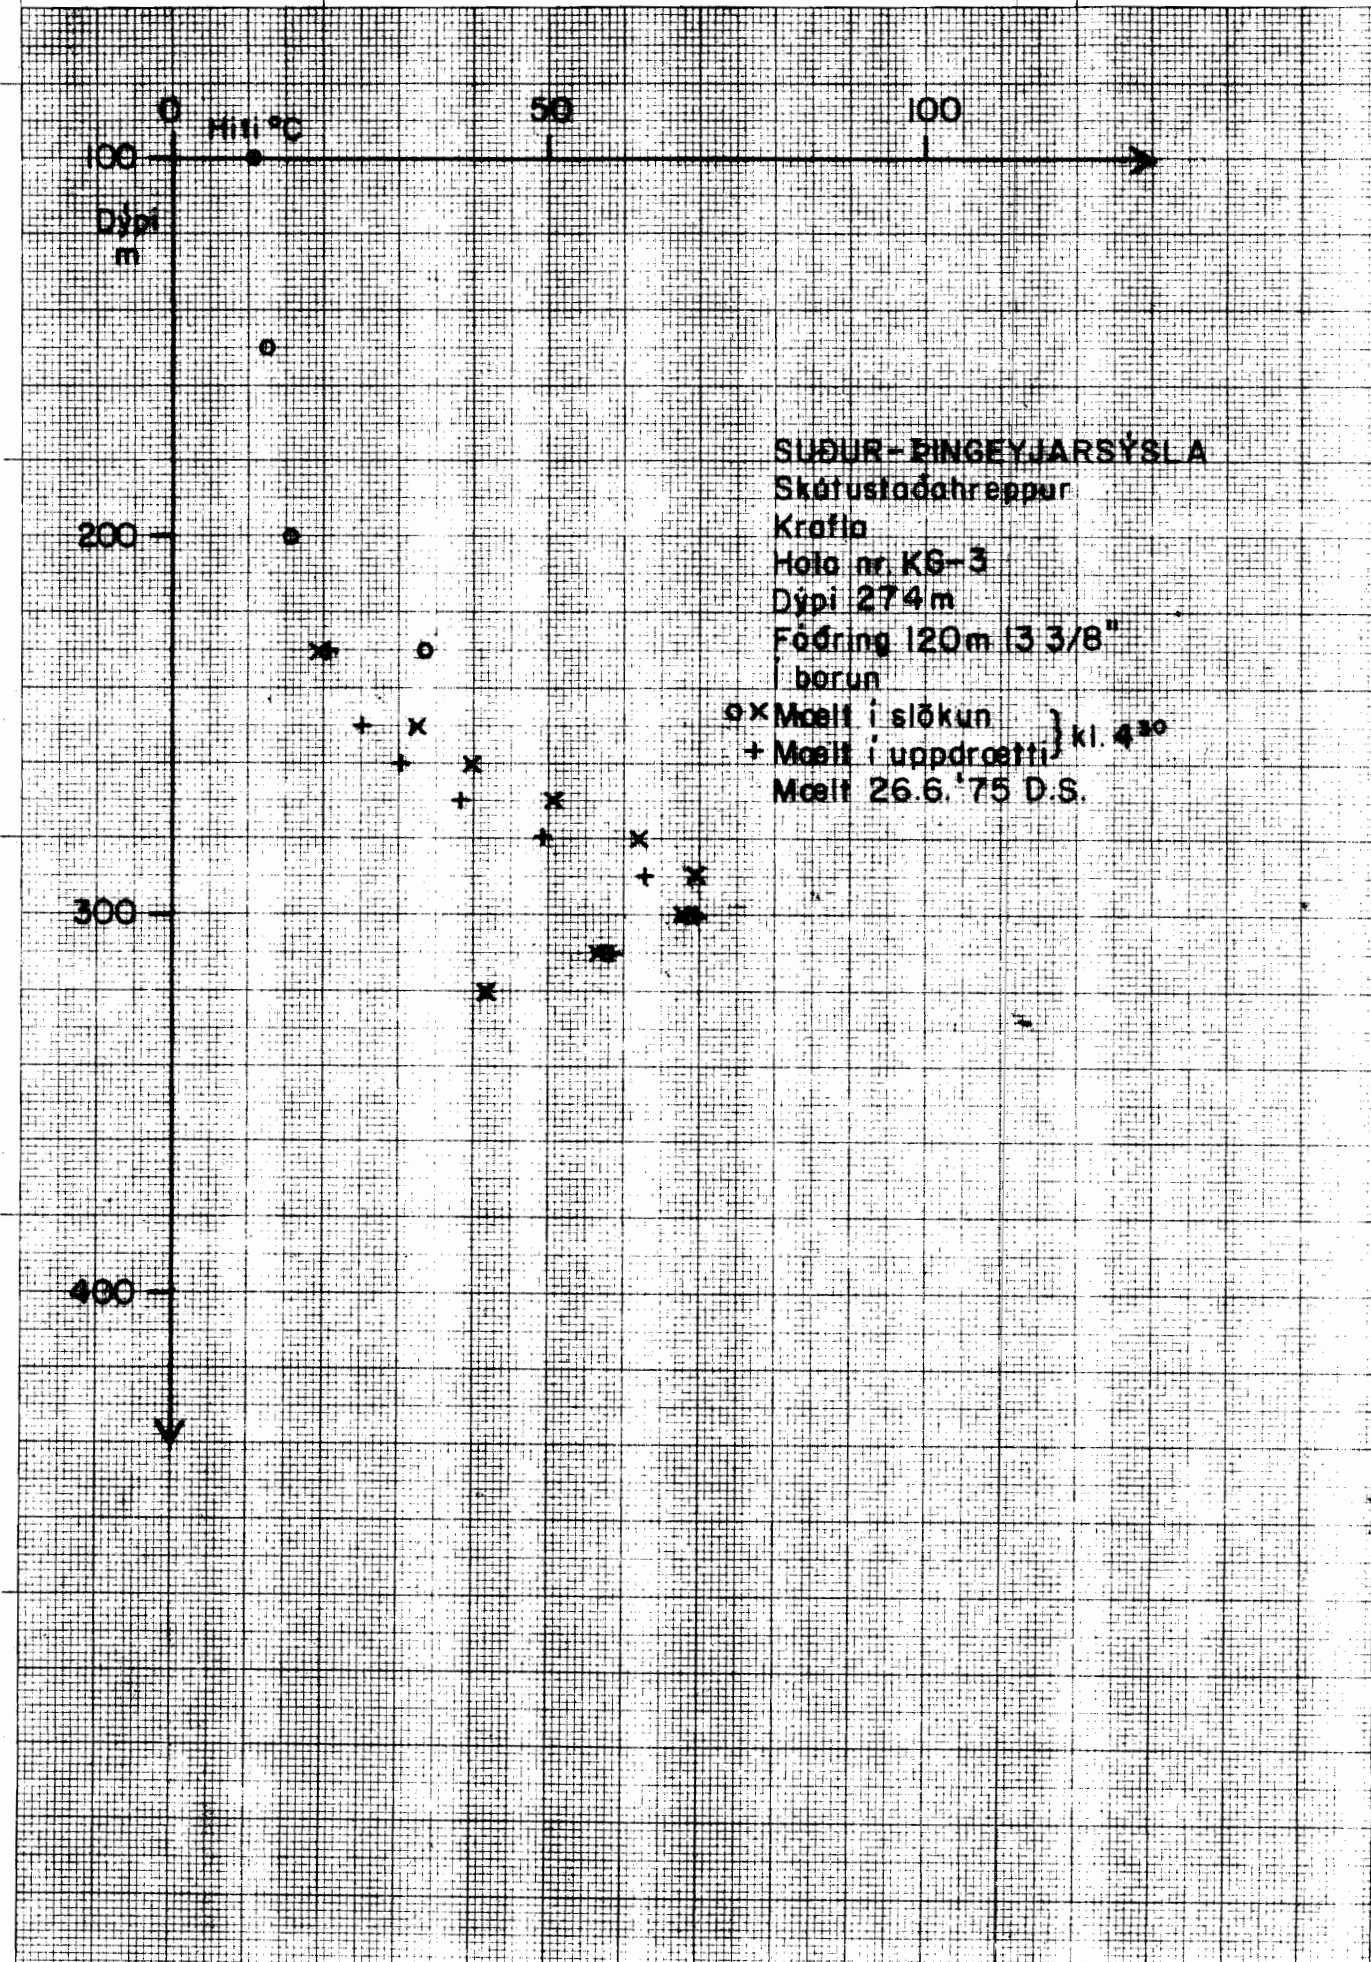 0 50 100
Hiti °C
100
Dýpi
m
200
300
400
SUÐUR-ÞINGEYJARSÝSLA
Skútustaðahreppur
Krafla
Hola nr. KG-3
Dýpi 274m
Fóðring 120m 13 3/8"
Í borun
o x Mælt í slökun
+ Mælt í uppdrætti } kl. 4³⁰
Mælt 26.6.'75 D.S.